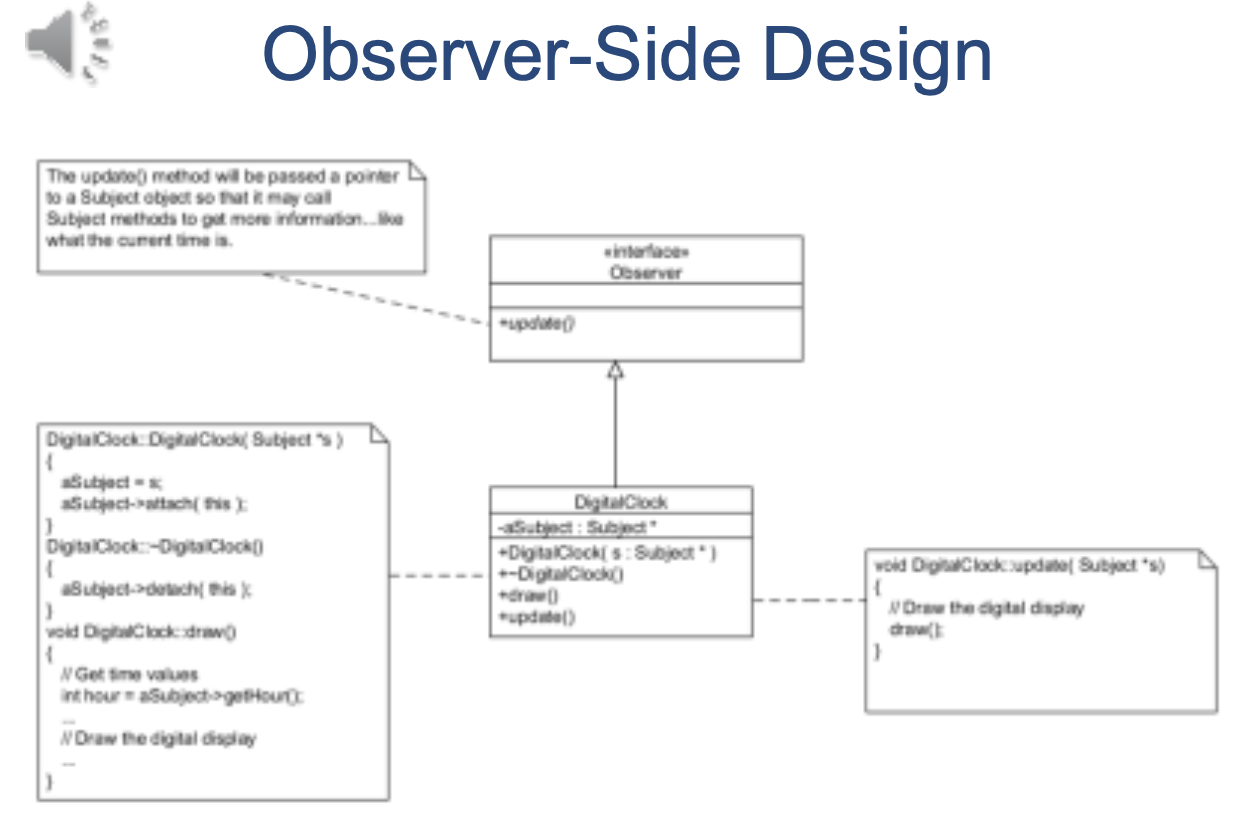 Observer-Side Design
The update() method will be passed a pointer
to a Subject object so that it may call
Subject methods to get more information...like
what the current time is.
«interface»
Observer
+update()
DigitalClock::DigitalClock( Subject *s )
{
aSubject = s;
aSubject->attach( this );
}
DigitalClock::~DigitalClock()
{
aSubject->detach( this );
}
void DigitalClock::draw()
{
// Get time values
int hour = aSubject->getHour();
...
// Draw the digital display
...
}
DigitalClock
-aSubject : Subject *
+DigitalClock( s : Subject * )
+~DigitalClock()
+draw()
+update()
void DigitalClock::update( Subject *s)
{
// Draw the digital display
draw();
}